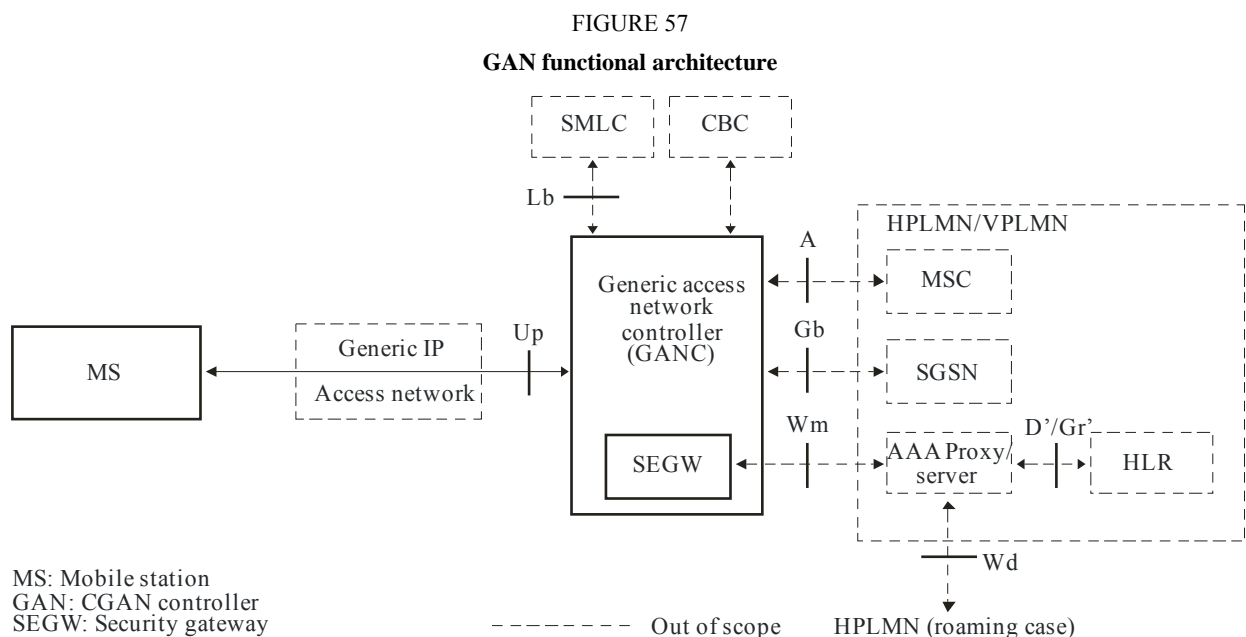 FIGURE 57
GAN functional architecture
SMLC
CBC
Lb
HPLMN/VPLMN
A
MSC
Generic access
network
controller
(GANC)
Up
Generic IP
Access network
MS
Gb
SGSN
Wm
D’/Gr’
SEGW
AAA Proxy/
server
HLR
Wd
MS: Mobile station
GAN: CGAN controller
SEGW: Security gateway
Out of scope
HPLMN (roaming case)